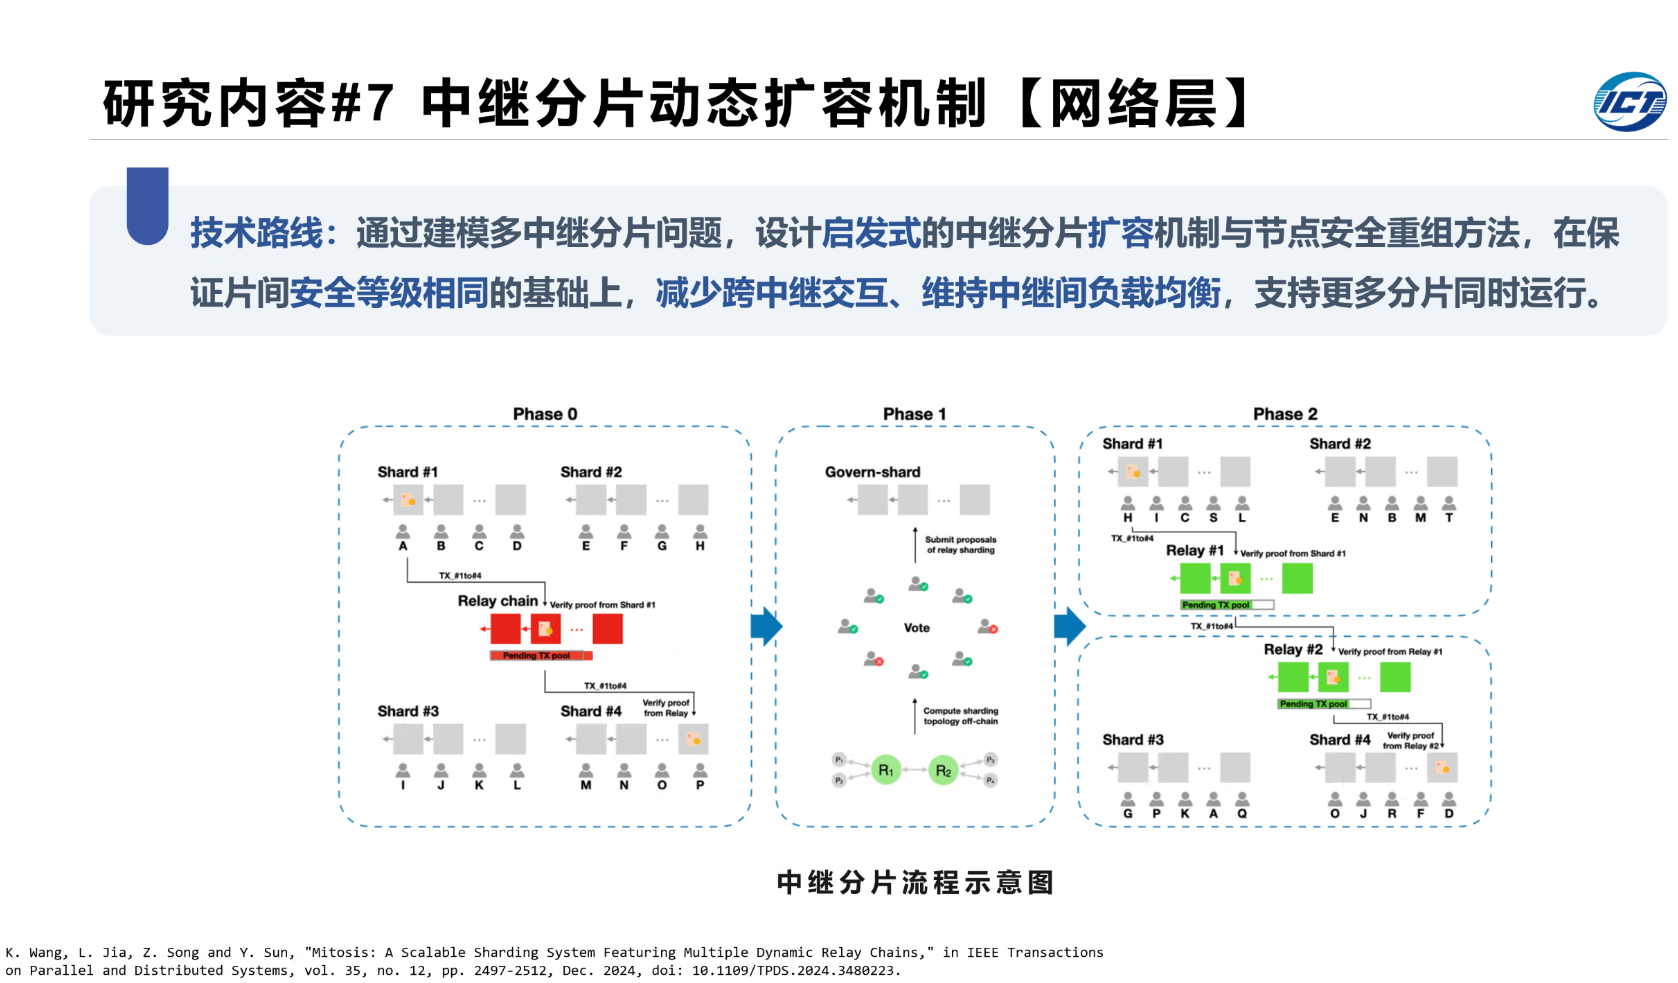 研究内容#7 中继分片动态扩容机制【网络层】
ICT
技术路线：通过建模多中继分片问题，设计启发式的中继分片扩容机制与节点安全重组方法，在保
证片间安全等级相同的基础上，减少跨中继交互、维持中继间负载均衡，支持更多分片同时运行。
Phase 0
Shard #1
Shard #2
A B C D
E F G H
TX_#1to#4
Relay chain
Verify proof from Shard #1
Pending TX pool
TX_#1to#4
Verify proof
from Relay
Shard #3
Shard #4
I J K L
M N O P
Phase 1
Govern-shard
Submit proposals
of relay sharding
Vote
Compute sharding
topology off-chain
P₁
P₂
R₁
R₂
P₃
P₄
Phase 2
Shard #1
Shard #2
H I C S L
E N B M T
TX_#1to#4
Relay #1
Verify proof from Shard #1
Pending TX pool
TX_#1to#4
Relay #2
Verify proof from Relay #1
Pending TX pool
TX_#1to#4
Verify proof
from Relay #2
Shard #3
Shard #4
G P K A Q
O J R F D
中继分片流程示意图
K. Wang, L. Jia, Z. Song and Y. Sun, "Mitosis: A Scalable Sharding System Featuring Multiple Dynamic Relay Chains," in IEEE Transactions
on Parallel and Distributed Systems, vol. 35, no. 12, pp. 2497-2512, Dec. 2024, doi: 10.1109/TPDS.2024.3480223.